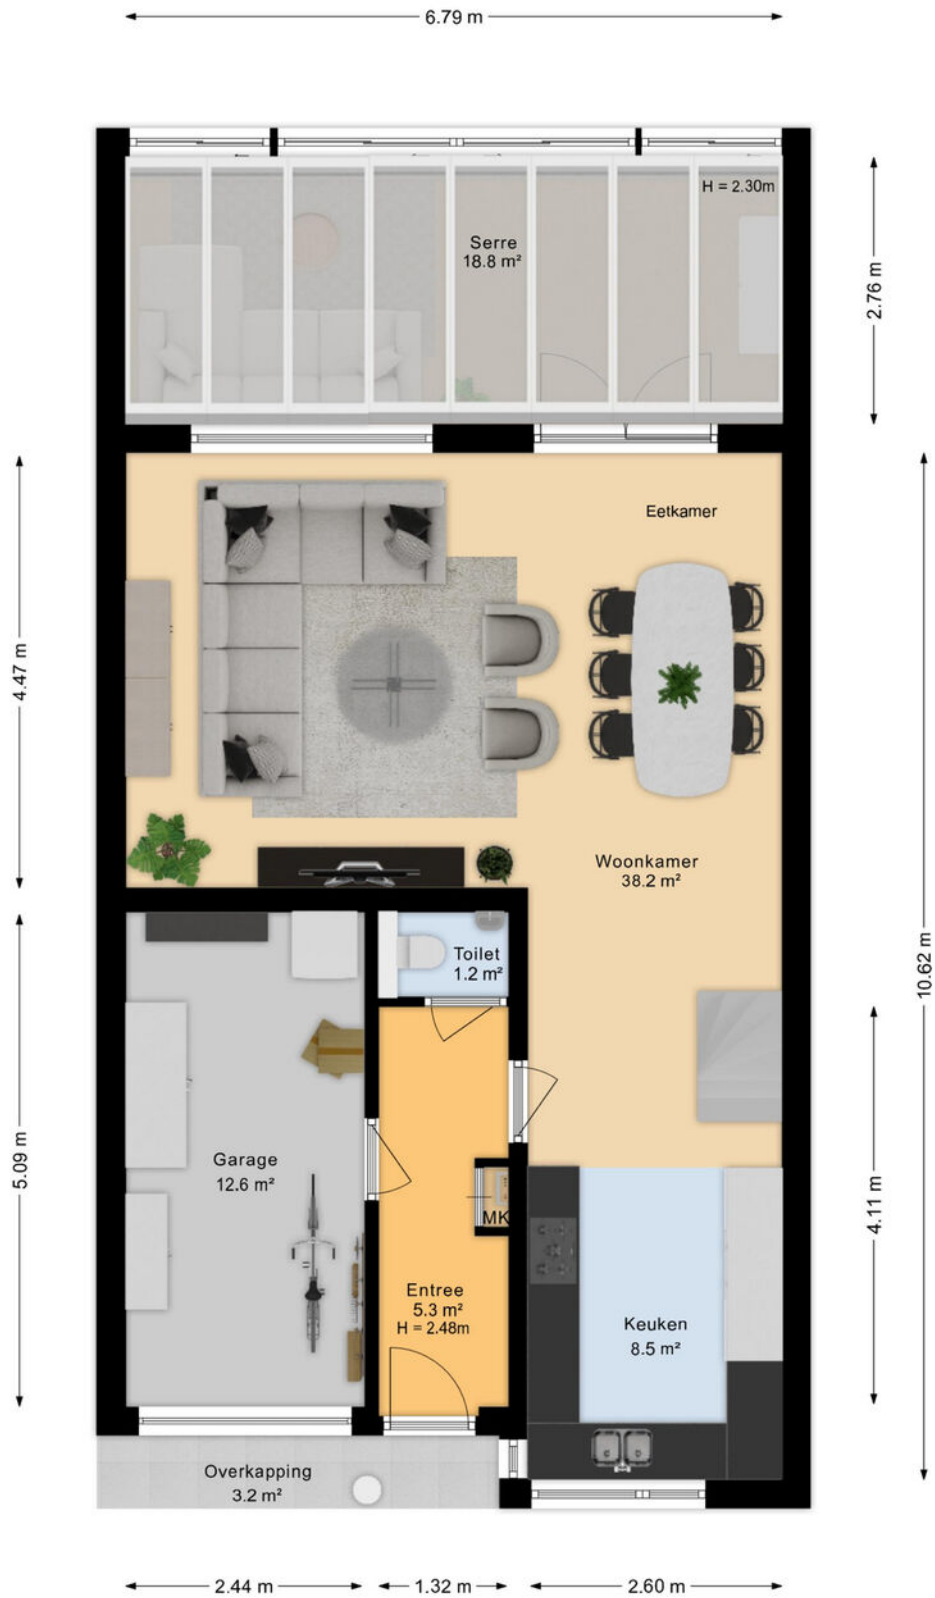 6.79 m
H = 2.30m
Serre
18.8 m²
2.76 m
Eetkamer
4.47 m
Woonkamer
38.2 m²
Toilet
1.2 m²
10.62 m
Garage
12.6 m²
5.09 m
MK
4.11 m
Entree
5.3 m²
H = 2.48m
Keuken
8.5 m²
Overkapping
3.2 m²
2.44 m
1.32 m
2.60 m